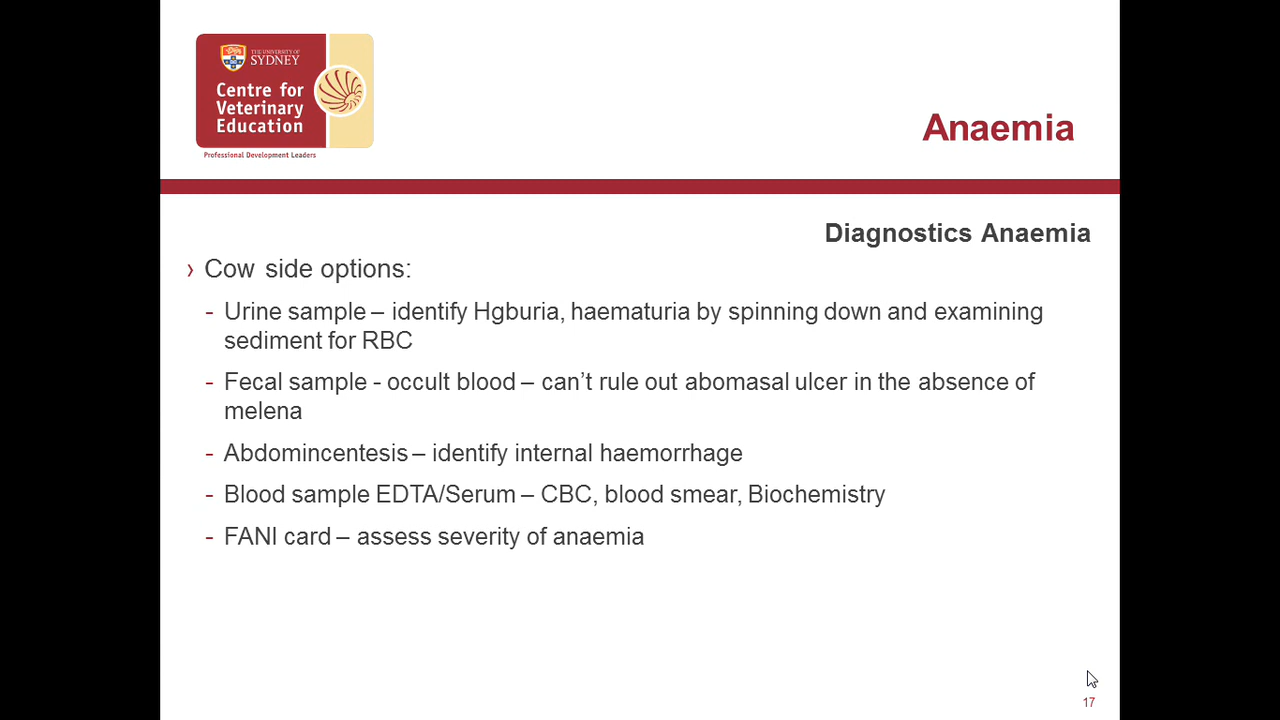 THE UNIVERSITY OF
SYDNEY
Centre for
Veterinary
Education
Professional Development Leaders
Anaemia
Diagnostics Anaemia
› Cow side options:
- Urine sample – identify Hgburia, haematuria by spinning down and examining
sediment for RBC
- Fecal sample - occult blood – can’t rule out abomasal ulcer in the absence of
melena
- Abdomincentesis – identify internal haemorrhage
- Blood sample EDTA/Serum – CBC, blood smear, Biochemistry
- FANI card – assess severity of anaemia
17